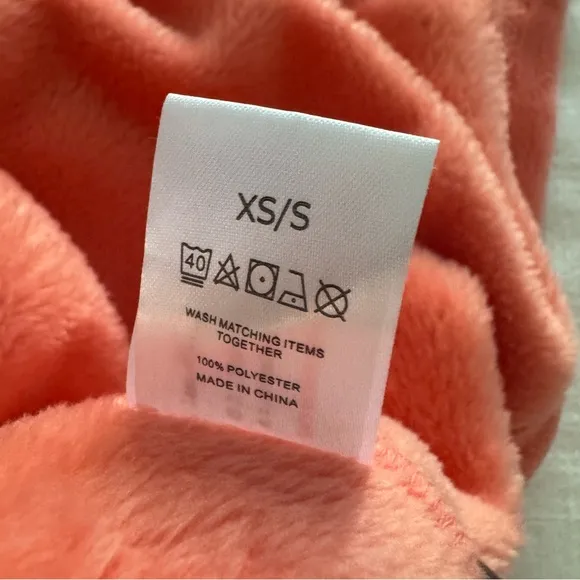 XS/S
40
WASH MATCHING ITEMS
TOGETHER
100% POLYESTER
MADE IN CHINA